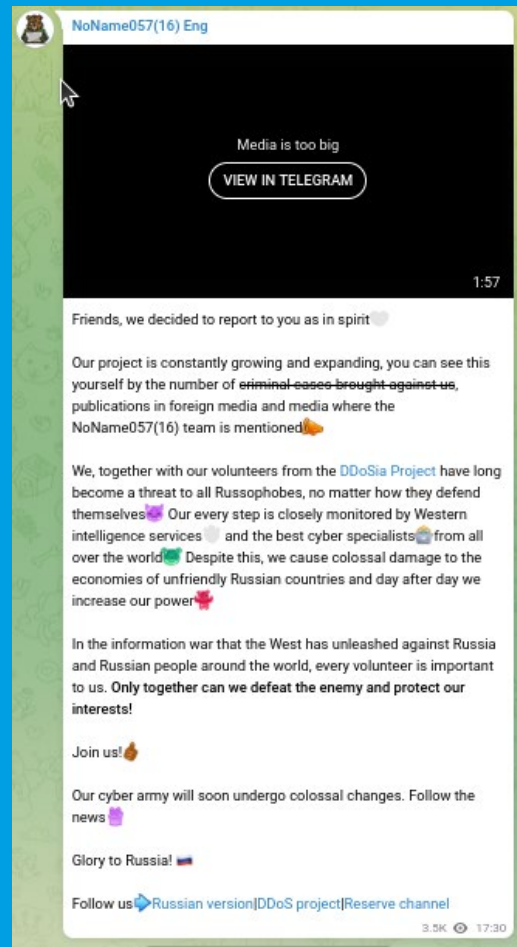 NoName057(16) Eng
Media is too big
VIEW IN TELEGRAM
1:57
Friends, we decided to report to you as in spirit🤍
Our project is constantly growing and expanding, you can see this
yourself by the number of criminal cases brought against us,
publications in foreign media and media where the
NoName057(16) team is mentioned
We, together with our volunteers from the DDoSia Project have long
become a threat to all Russophobes, no matter how they defend
themselves😈 Our every step is closely monitored by Western
intelligence services and the best cyber specialists from all
over the world Despite this, we cause colossal damage to the
economies of unfriendly Russian countries and day after day we
increase our power
In the information war that the West has unleashed against Russia
and Russian people around the world, every volunteer is important
to us. Only together can we defeat the enemy and protect our
interests!
Join us!👍
Our cyber army will soon undergo colossal changes. Follow the
news
Glory to Russia! 🇷🇺
Follow us➡Russian version|DDoS project|Reserve channel
3.5K 17:30